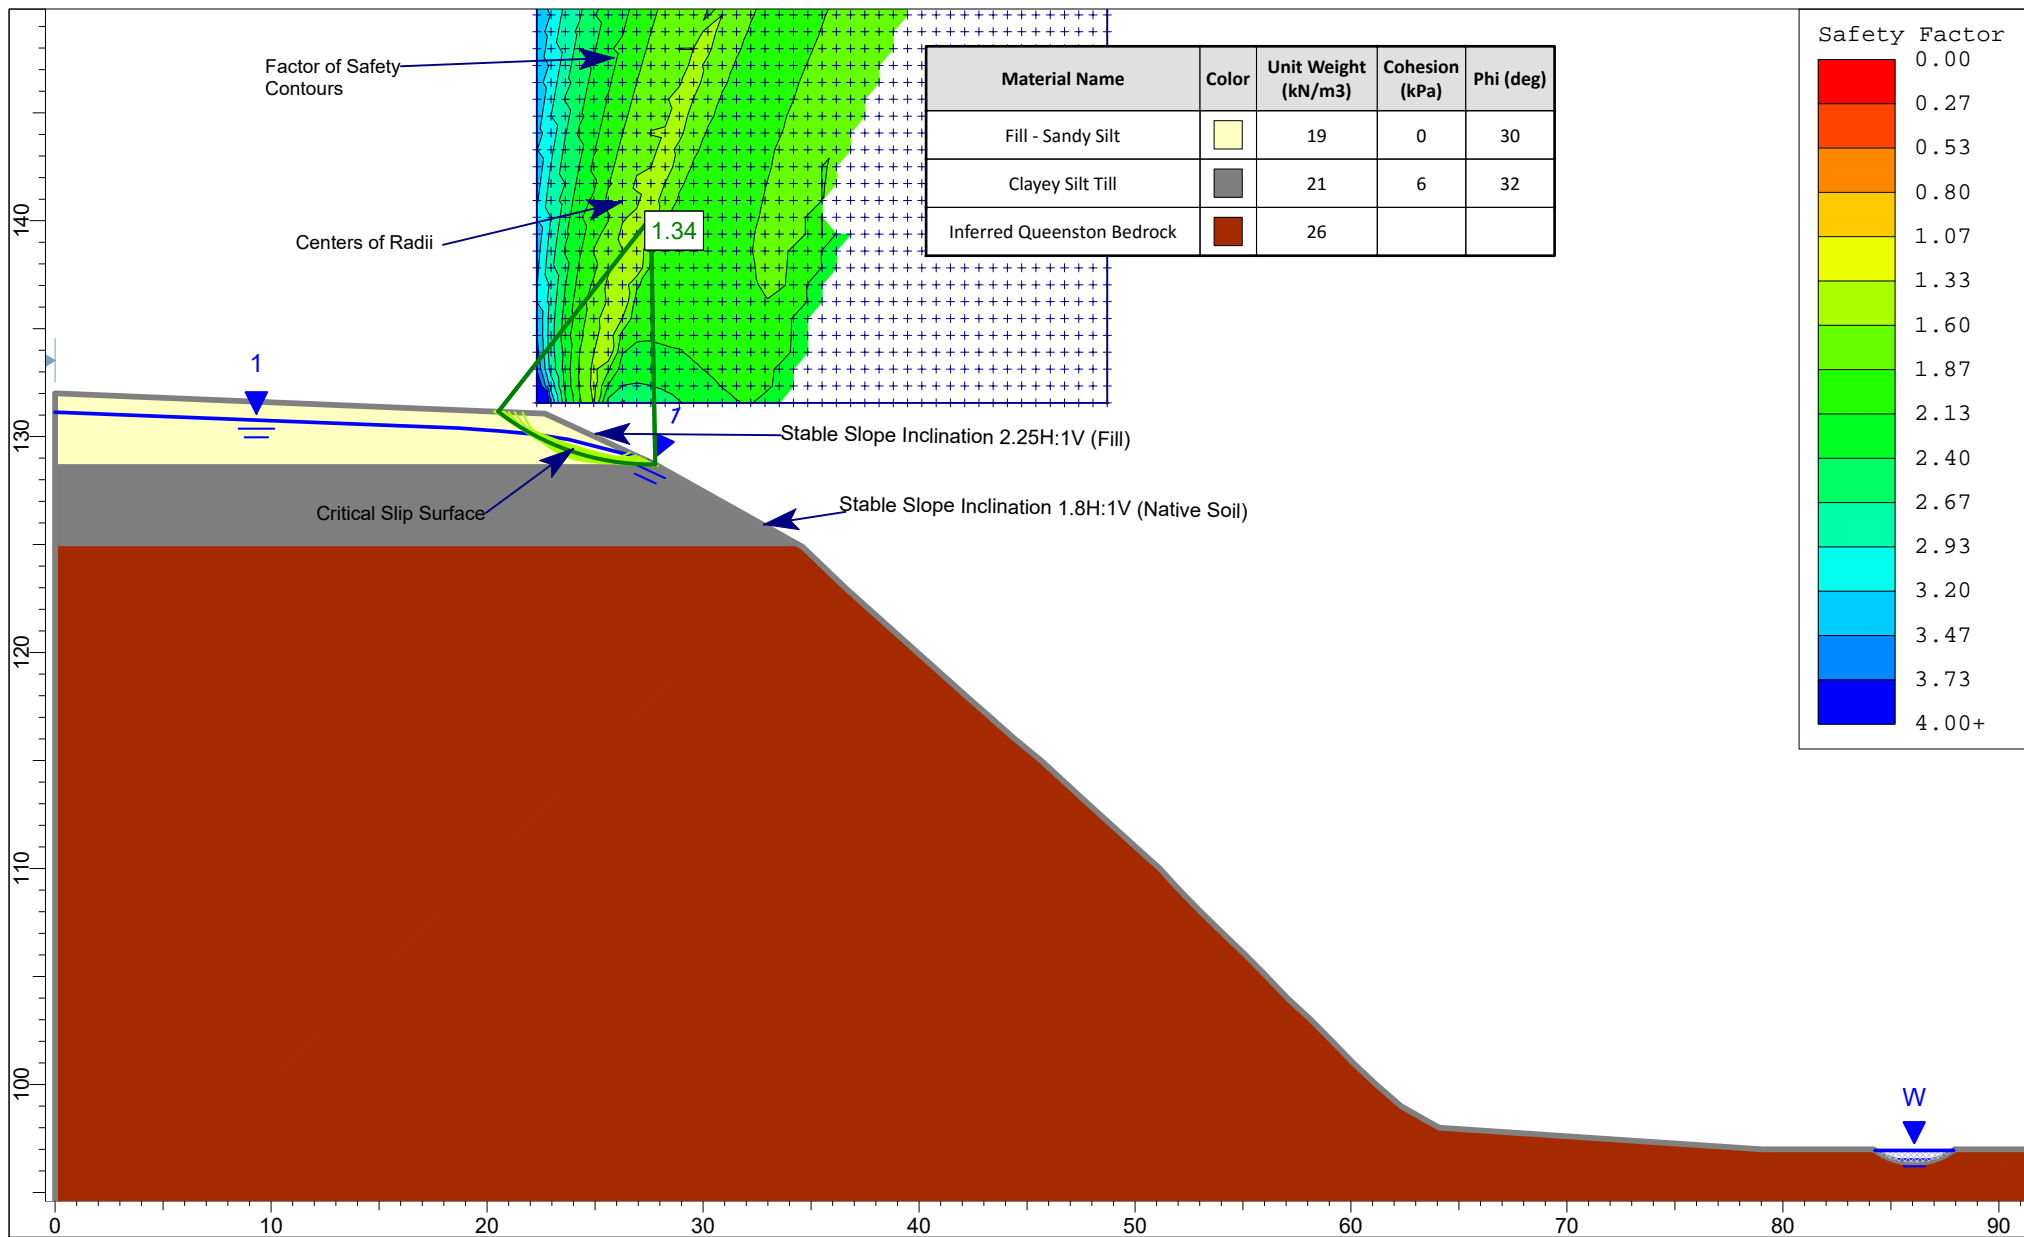 Factor of Safety
Contours
Centers of Radii
1.34
Material Name Color Unit Weight (kN/m3) Cohesion (kPa) Phi (deg)
Fill - Sandy Silt 19 0 30
Clayey Silt Till 21 6 32
Inferred Queenston Bedrock 26
Safety Factor
0.00
0.27
0.53
0.80
1.07
1.33
1.60
1.87
2.13
2.40
2.67
2.93
3.20
3.47
3.73
4.00+
1
1
Stable Slope Inclination 2.25H:1V (Fill)
Critical Slip Surface
Stable Slope Inclination 1.8H:1V (Native Soil)
W
140
130
120
110
100
0 10 20 30 40 50 60 70 80 90